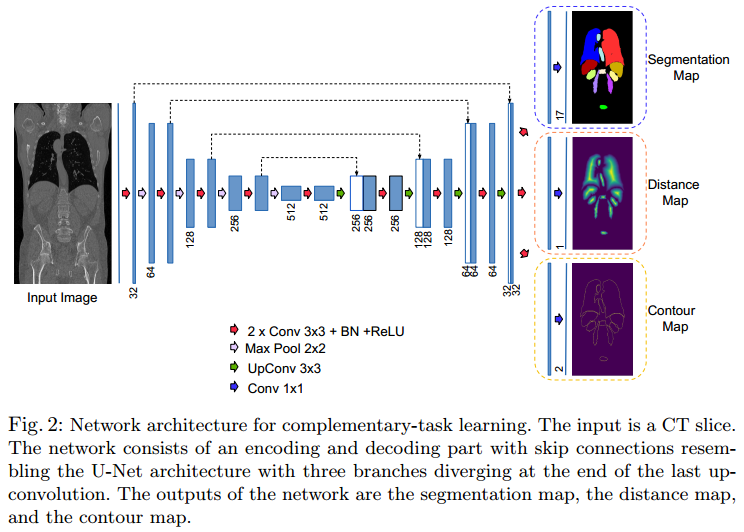 Segmentation
Map
17
Distance
Map
1
Contour
Map
2
Input Image
32
64
128
256
512
512
256
256
256
128
128
128
64
64
64
32
32
2 x Conv 3x3 + BN +ReLU
Max Pool 2x2
UpConv 3x3
Conv 1x1
Fig. 2: Network architecture for complementary-task learning. The input is a CT slice.
The network consists of an encoding and decoding part with skip connections resem-
bling the U-Net architecture with three branches diverging at the end of the last up-
convolution. The outputs of the network are the segmentation map, the distance map,
and the contour map.